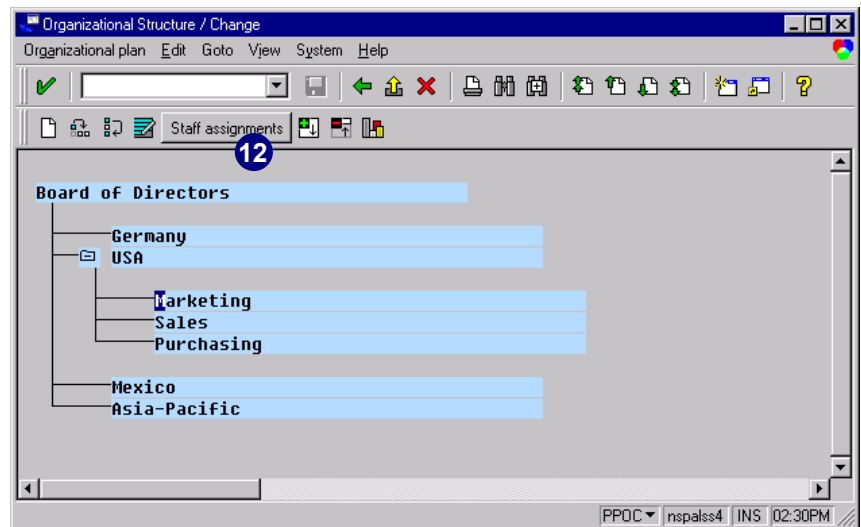 Organizational Structure / Change
Organizational plan Edit Goto View System Help
Staff assignments
12
Board of Directors
Germany
USA
Marketing
Sales
Purchasing
Mexico
Asia-Pacific
PPOC nspalss4 INS 02:30PM